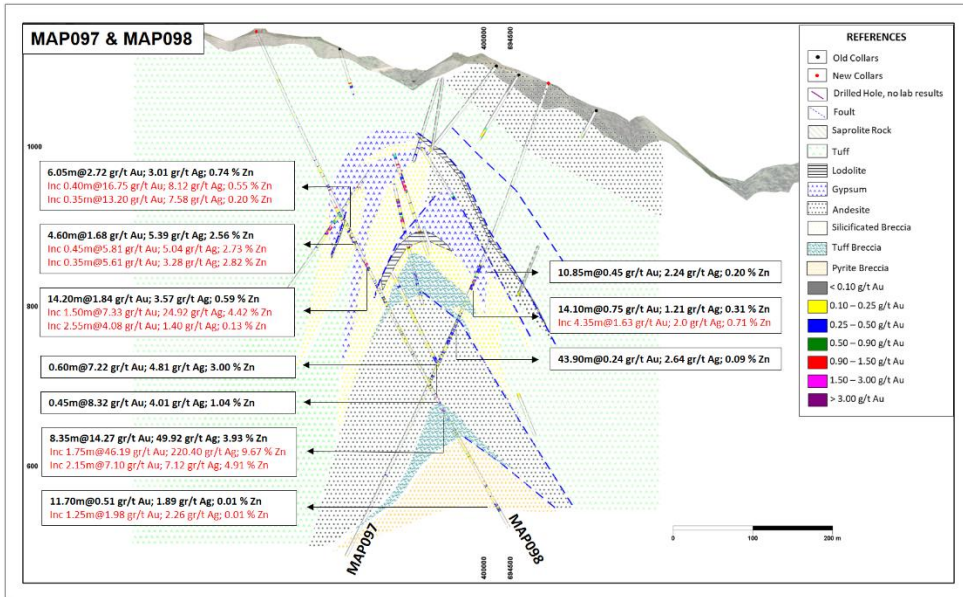 MAP097 & MAP098
400000
694500
1000
800
600
6.05m@2.72 gr/t Au; 3.01 gr/t Ag; 0.74 % Zn
Inc 0.40m@16.75 gr/t Au; 8.12 gr/t Ag; 0.55 % Zn
Inc 0.35m@13.20 gr/t Au; 7.58 gr/t Ag; 0.20 % Zn
4.60m@1.68 gr/t Au; 5.39 gr/t Ag; 2.56 % Zn
Inc 0.45m@5.81 gr/t Au; 5.04 gr/t Ag; 2.73 % Zn
Inc 0.35m@5.61 gr/t Au; 3.28 gr/t Ag; 2.82 % Zn
14.20m@1.84 gr/t Au; 3.57 gr/t Ag; 0.59 % Zn
Inc 1.50m@7.33 gr/t Au; 24.92 gr/t Ag; 4.42 % Zn
Inc 2.55m@4.08 gr/t Au; 1.40 gr/t Ag; 0.13 % Zn
0.60m@7.22 gr/t Au; 4.81 gr/t Ag; 3.00 % Zn
0.45m@8.32 gr/t Au; 4.01 gr/t Ag; 1.04 % Zn
8.35m@14.27 gr/t Au; 49.92 gr/t Ag; 3.93 % Zn
Inc 1.75m@46.19 gr/t Au; 220.40 gr/t Ag; 9.67 % Zn
Inc 2.15m@7.10 gr/t Au; 7.12 gr/t Ag; 4.91 % Zn
11.70m@0.51 gr/t Au; 1.89 gr/t Ag; 0.01 % Zn
Inc 1.25m@1.98 gr/t Au; 2.26 gr/t Ag; 0.01 % Zn
10.85m@0.45 gr/t Au; 2.24 gr/t Ag; 0.20 % Zn
14.10m@0.75 gr/t Au; 1.21 gr/t Ag; 0.31 % Zn
Inc 4.35m@1.63 gr/t Au; 2.0 gr/t Ag; 0.71 % Zn
43.90m@0.24 gr/t Au; 2.64 gr/t Ag; 0.09 % Zn
MAP097
MAP098
400000
694500
0 100 200 m
REFERENCES
Old Collars
New Collars
Drilled Hole, no lab results
Foult
Saprolite Rock
Tuff
Lodolite
Gypsum
Andesite
Silicificated Breccia
Tuff Breccia
Pyrite Breccia
< 0.10 g/t Au
0.10 – 0.25 g/t Au
0.25 – 0.50 g/t Au
0.50 – 0.90 g/t Au
0.90 – 1.50 g/t Au
1.50 – 3.00 g/t Au
> 3.00 g/t Au